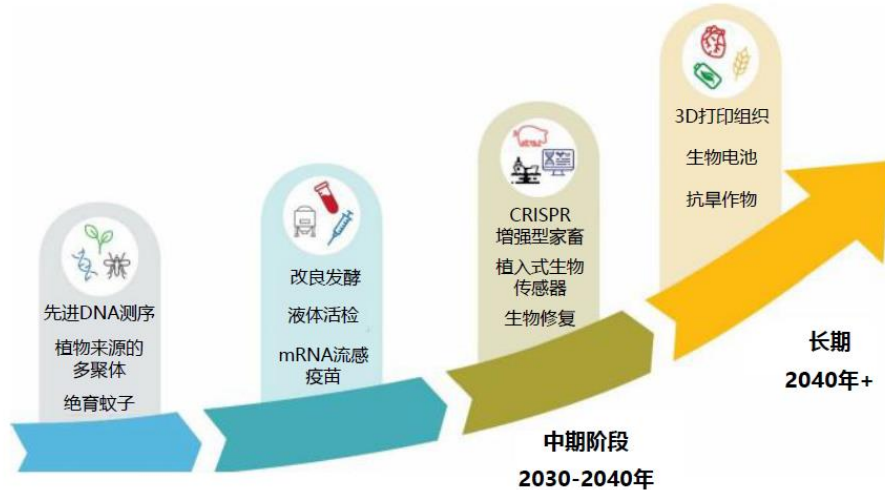 先进DNA测序
植物来源的
多聚体
绝育蚊子
改良发酵
液体活检
mRNA流感
疫苗
CRISPR
增强型家畜
植入式生物
传感器
生物修复
3D打印组织
生物电池
抗旱作物
中期阶段
2030-2040年
长期
2040年+